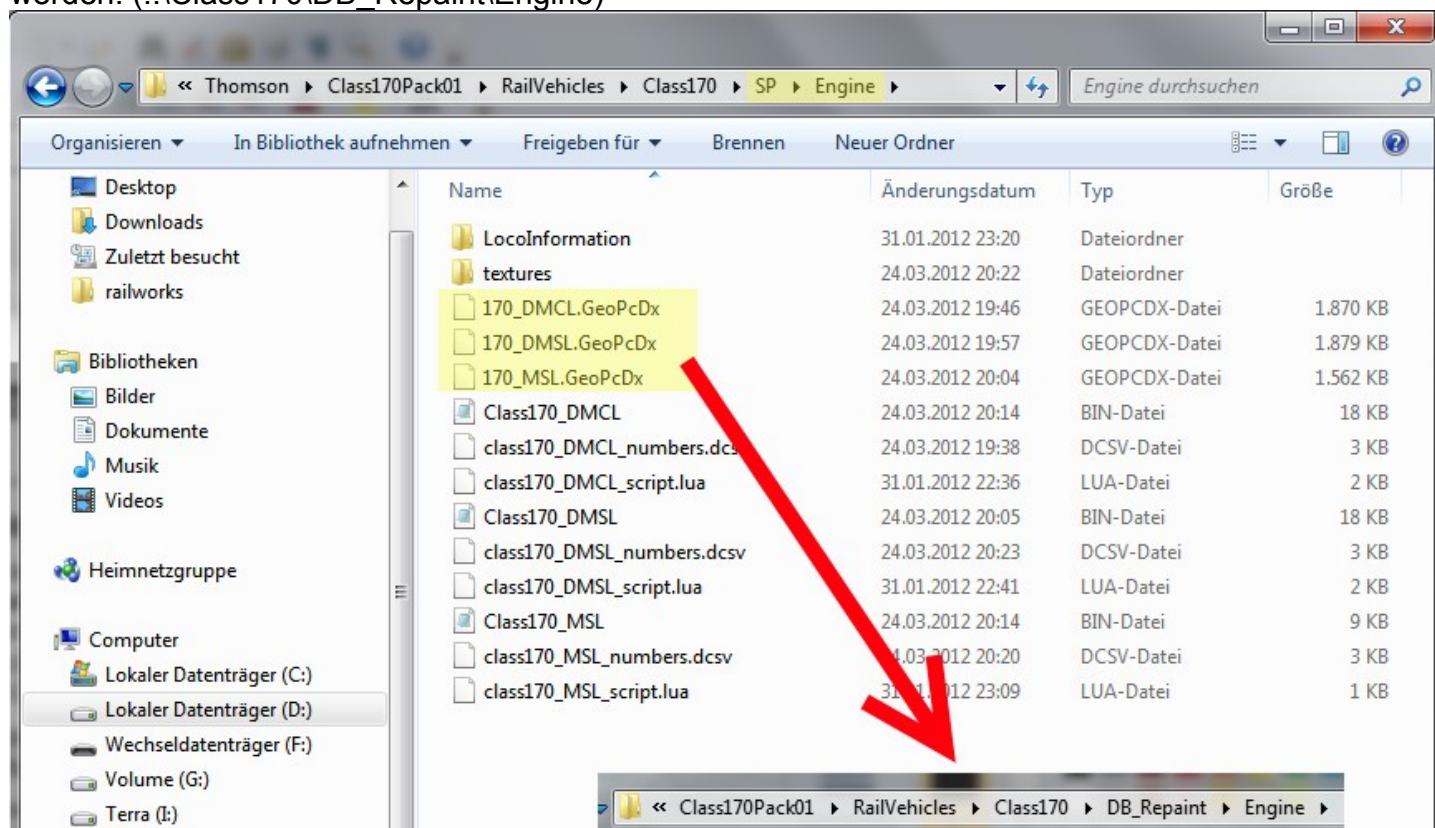 werden. (..\Class170\DB_Repaint\Engine)
« Thomson ▸ Class170Pack01 ▸ RailVehicles ▸ Class170 ▸ SP ▸ Engine ▸
Engine durchsuchen
Organisieren In Bibliothek aufnehmen Freigeben für Brennen Neuer Ordner
Desktop
Downloads
Zuletzt besucht
railworks
Bibliotheken
Bilder
Dokumente
Musik
Videos
Heimnetzgruppe
Computer
Lokaler Datenträger (C:)
Lokaler Datenträger (D:)
Wechseldatenträger (F:)
Volume (G:)
Terra (I:)
Name Änderungsdatum Typ Größe
LocoInformation 31.01.2012 23:20 Dateiordner
textures 24.03.2012 20:22 Dateiordner
170_DMCL.GeoPcDx 24.03.2012 19:46 GEOPCDX-Datei 1.870 KB
170_DMSL.GeoPcDx 24.03.2012 19:57 GEOPCDX-Datei 1.879 KB
170_MSL.GeoPcDx 24.03.2012 20:04 GEOPCDX-Datei 1.562 KB
Class170_DMCL 24.03.2012 20:14 BIN-Datei 18 KB
class170_DMCL_numbers.dcs 24.03.2012 19:38 DCSV-Datei 3 KB
class170_DMCL_script.lua 31.01.2012 22:36 LUA-Datei 2 KB
Class170_DMSL 24.03.2012 20:05 BIN-Datei 18 KB
class170_DMSL_numbers.dcsv 24.03.2012 20:23 DCSV-Datei 3 KB
class170_DMSL_script.lua 31.01.2012 22:41 LUA-Datei 2 KB
Class170_MSL 24.03.2012 20:14 BIN-Datei 9 KB
class170_MSL_numbers.dcsv 20:20 DCSV-Datei 3 KB
class170_MSL_script.lua 23:09 LUA-Datei 1 KB
« Class170Pack01 ▸ RailVehicles ▸ Class170 ▸ DB_Repaint ▸ Engine ▸